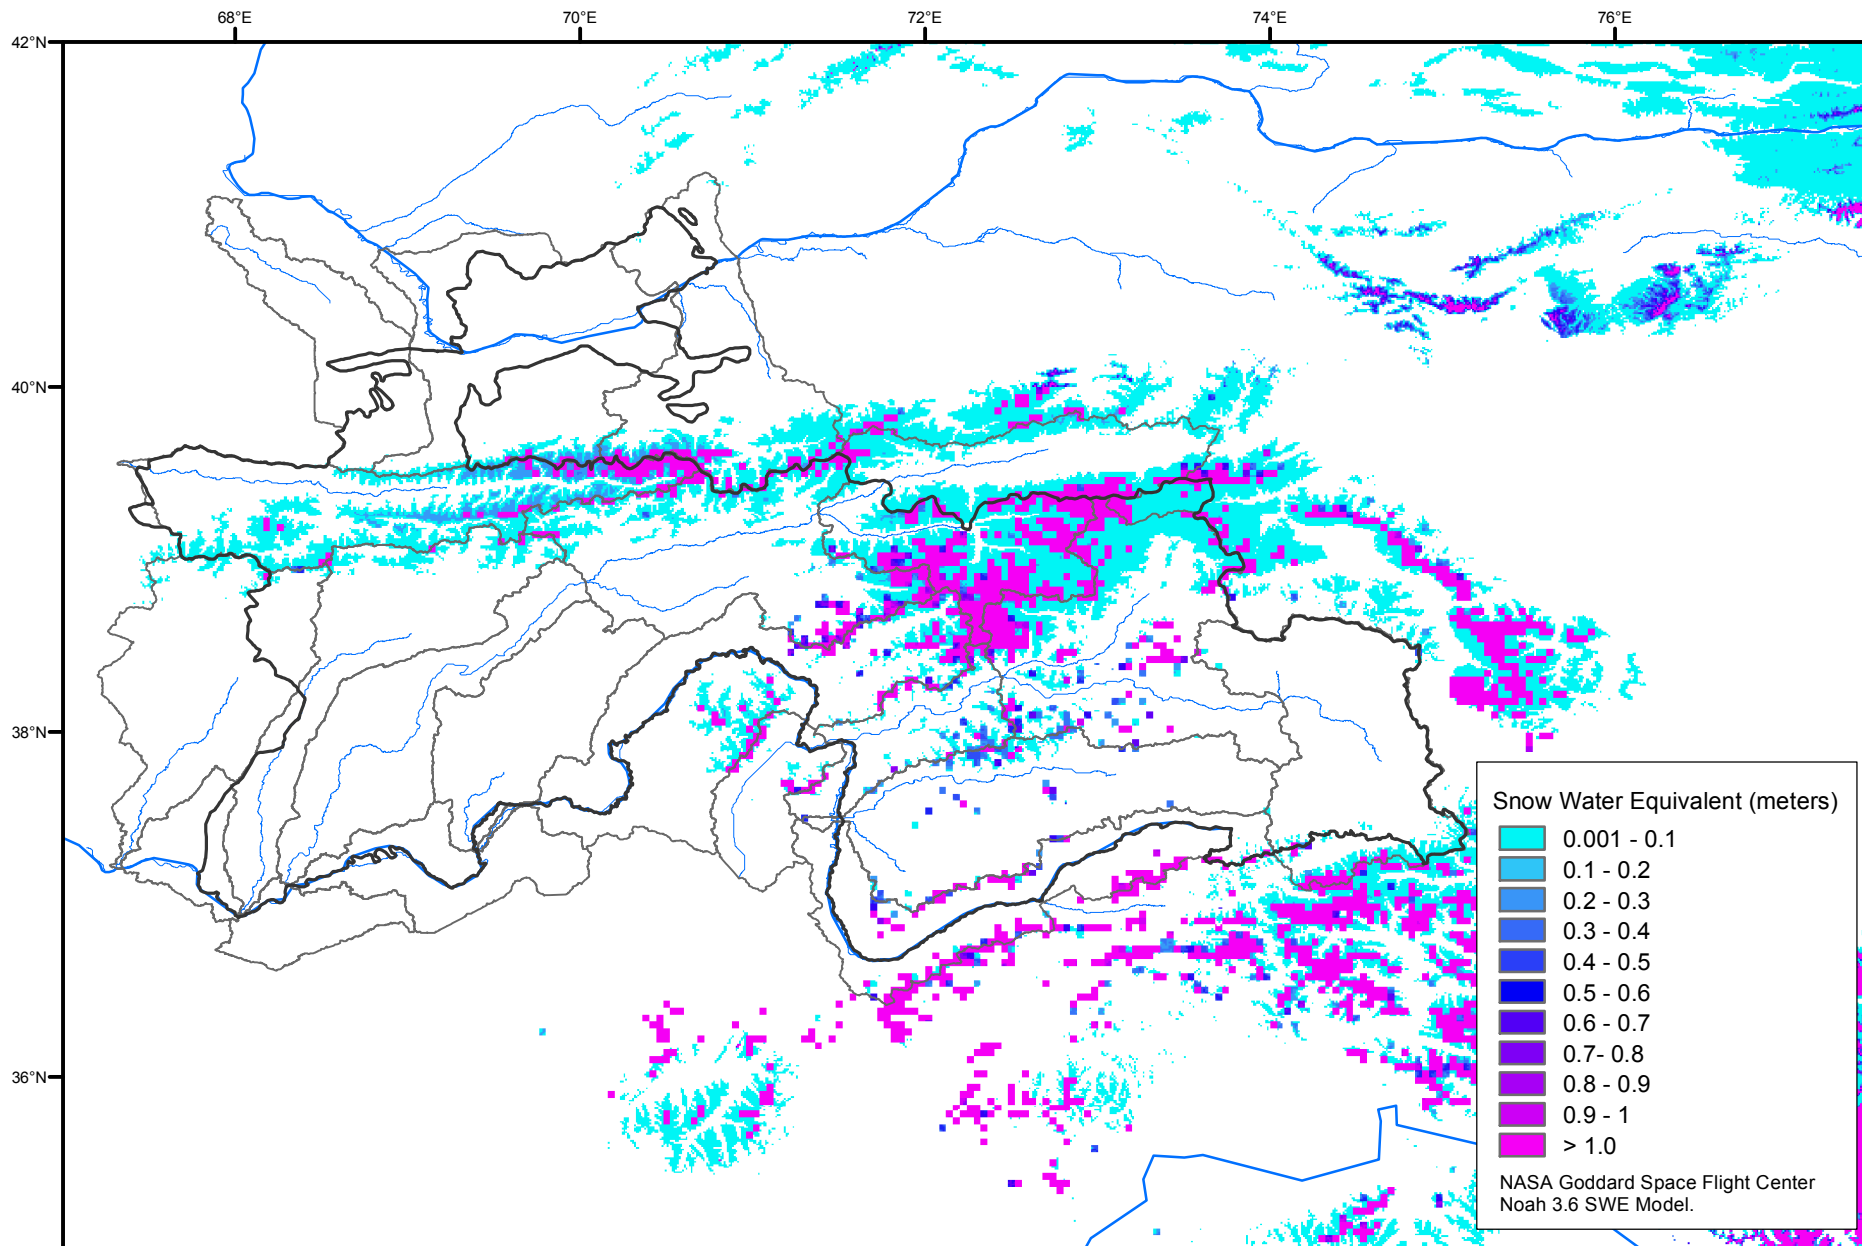 68°E 70°E 72°E 74°E 76°E
42°N
40°N
38°N
36°N
Snow Water Equivalent (meters)
0.001 - 0.1
0.1 - 0.2
0.2 - 0.3
0.3 - 0.4
0.4 - 0.5
0.5 - 0.6
0.6 - 0.7
0.7- 0.8
0.8 - 0.9
0.9 - 1
> 1.0
NASA Goddard Space Flight Center
Noah 3.6 SWE Model.